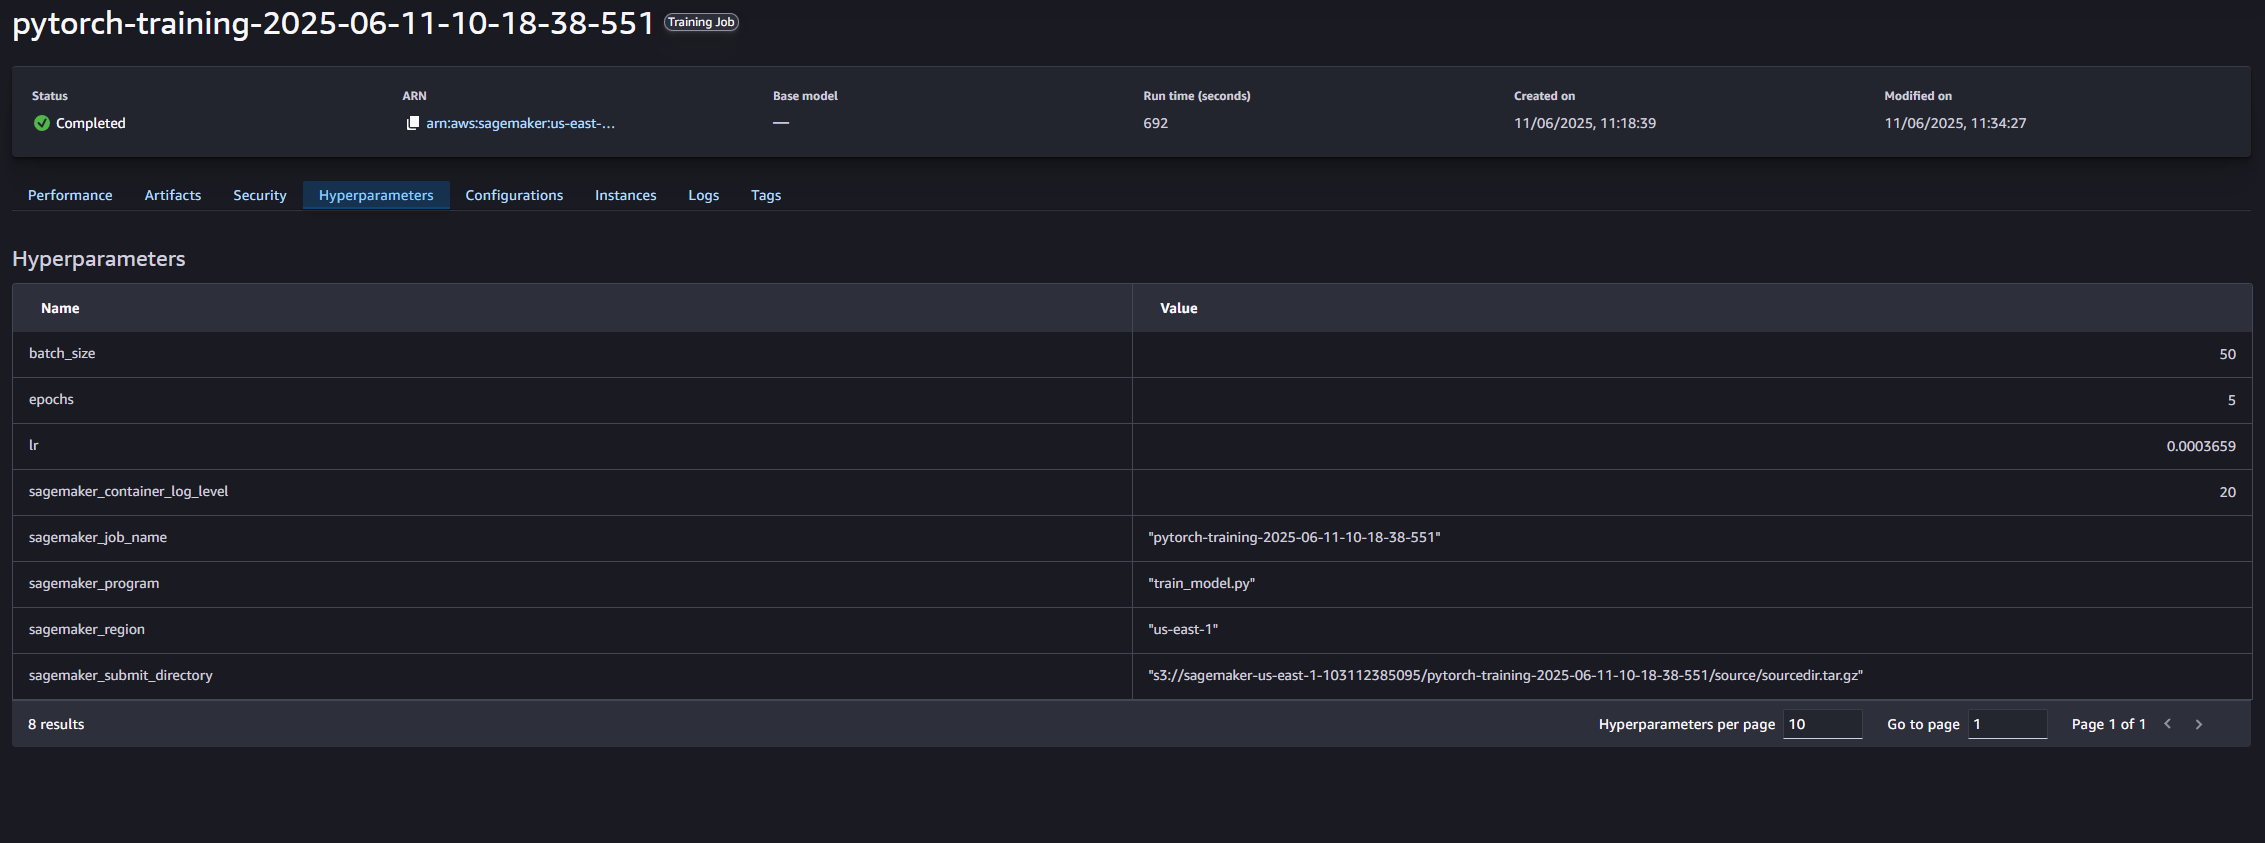 pytorch-training-2025-06-11-10-18-38-551 Training Job
Status ARN Base model Run time (seconds) Created on Modified on
Completed arn:aws:sagemaker:us-east-... — 692 11/06/2025, 11:18:39 11/06/2025, 11:34:27
Performance Artifacts Security Hyperparameters Configurations Instances Logs Tags
Hyperparameters
Name Value
batch_size 50
epochs 5
lr 0.0003659
sagemaker_container_log_level 20
sagemaker_job_name "pytorch-training-2025-06-11-10-18-38-551"
sagemaker_program "train_model.py"
sagemaker_region "us-east-1"
sagemaker_submit_directory "s3://sagemaker-us-east-1-103112385095/pytorch-training-2025-06-11-10-18-38-551/source/sourcedir.tar.gz"
8 results Hyperparameters per page 10 Go to page 1 Page 1 of 1